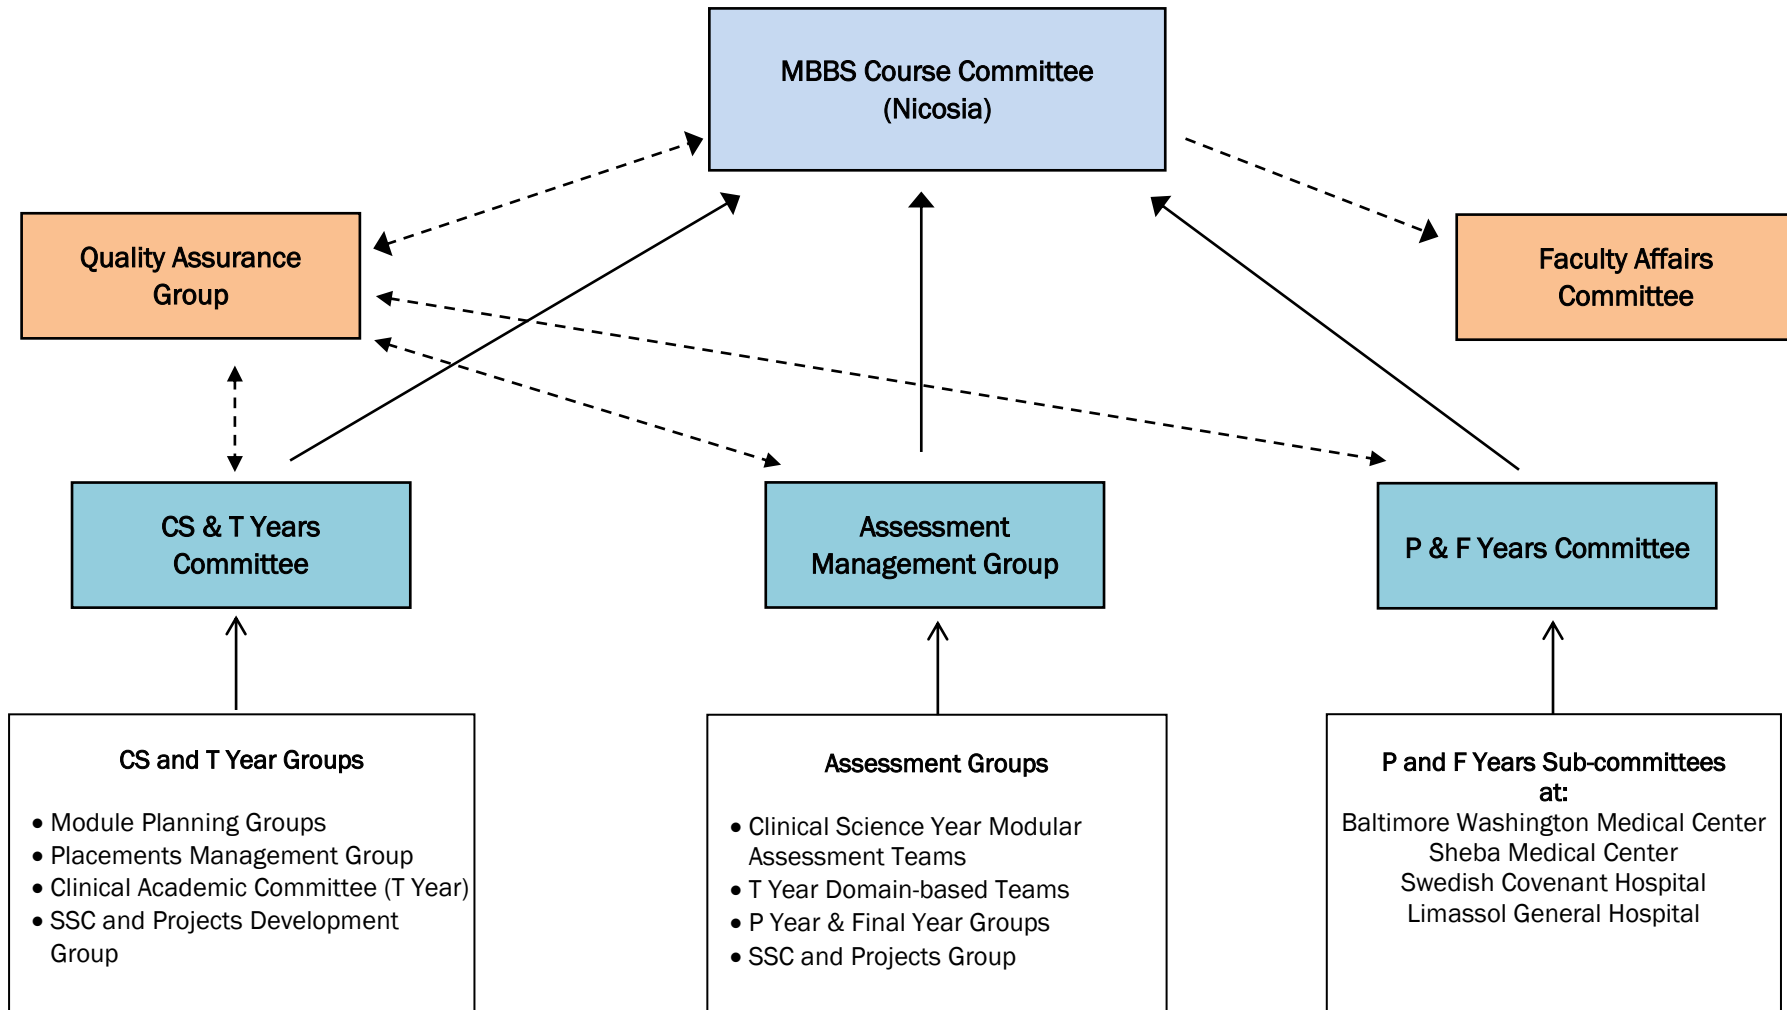 MBBS Course Committee
(Nicosia)
Quality Assurance
Group
Faculty Affairs
Committee
CS & T Years
Committee
Assessment
Management Group
P & F Years Committee
CS and T Year Groups
• Module Planning Groups
• Placements Management Group
• Clinical Academic Committee (T Year)
• SSC and Projects Development
Group
Assessment Groups
• Clinical Science Year Modular
Assessment Teams
• T Year Domain-based Teams
• P Year & Final Year Groups
• SSC and Projects Group
P and F Years Sub-committees
at:
Baltimore Washington Medical Center
Sheba Medical Center
Swedish Covenant Hospital
Limassol General Hospital